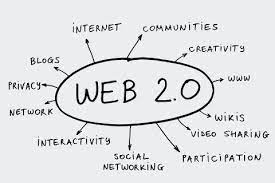 INTERNET
COMMUNITIES
CREATIVITY
BLOGS
WWW
PRIVACY
WEB 2.0
NETWORK
WIKIS
VIDEO SHARING
INTERACTIVITY
SOCIAL
NETWORKING
PARTICIPATION